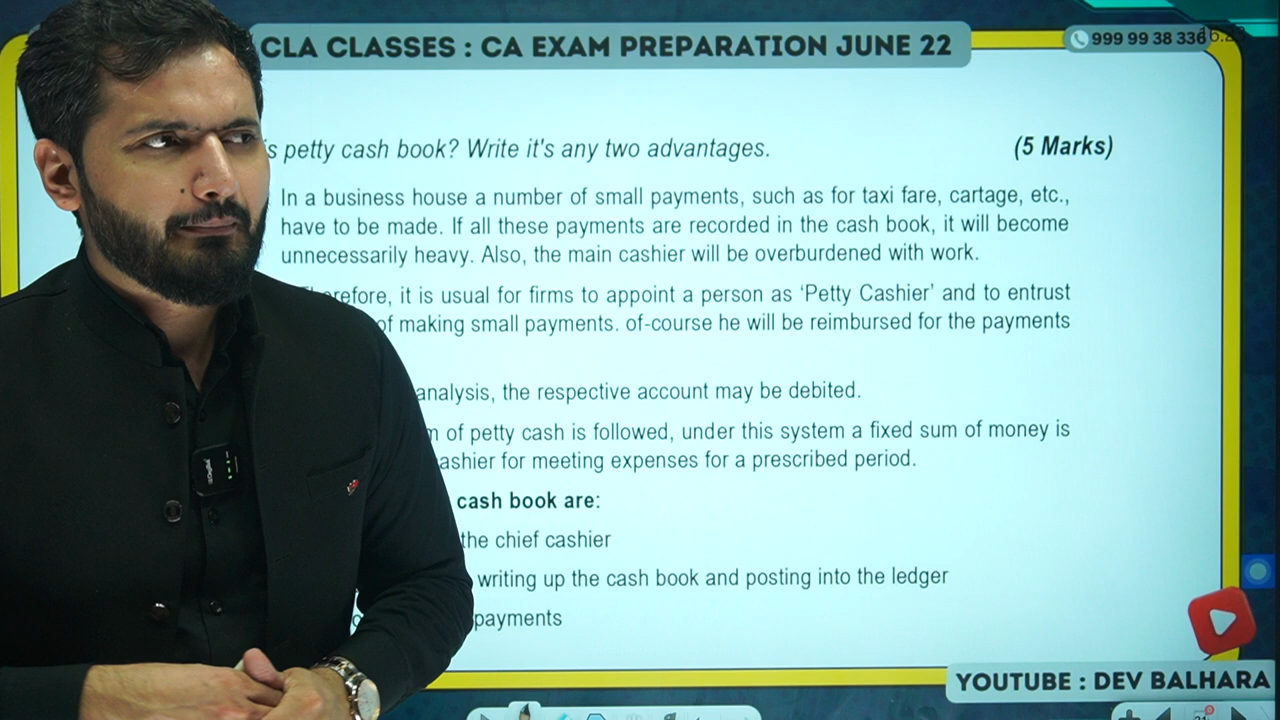 CLA CLASSES : CA EXAM PREPARATION JUNE 22
999 99 38 336
is petty cash book? Write it's any two advantages. (5 Marks)
In a business house a number of small payments, such as for taxi fare, cartage, etc.,
have to be made. If all these payments are recorded in the cash book, it will become
unnecessarily heavy. Also, the main cashier will be overburdened with work.
Therefore, it is usual for firms to appoint a person as ‘Petty Cashier’ and to entrust
of making small payments. of-course he will be reimbursed for the payments
analysis, the respective account may be debited.
of petty cash is followed, under this system a fixed sum of money is
ashier for meeting expenses for a prescribed period.
cash book are:
the chief cashier
writing up the cash book and posting into the ledger
payments
YOUTUBE : DEV BALHARA